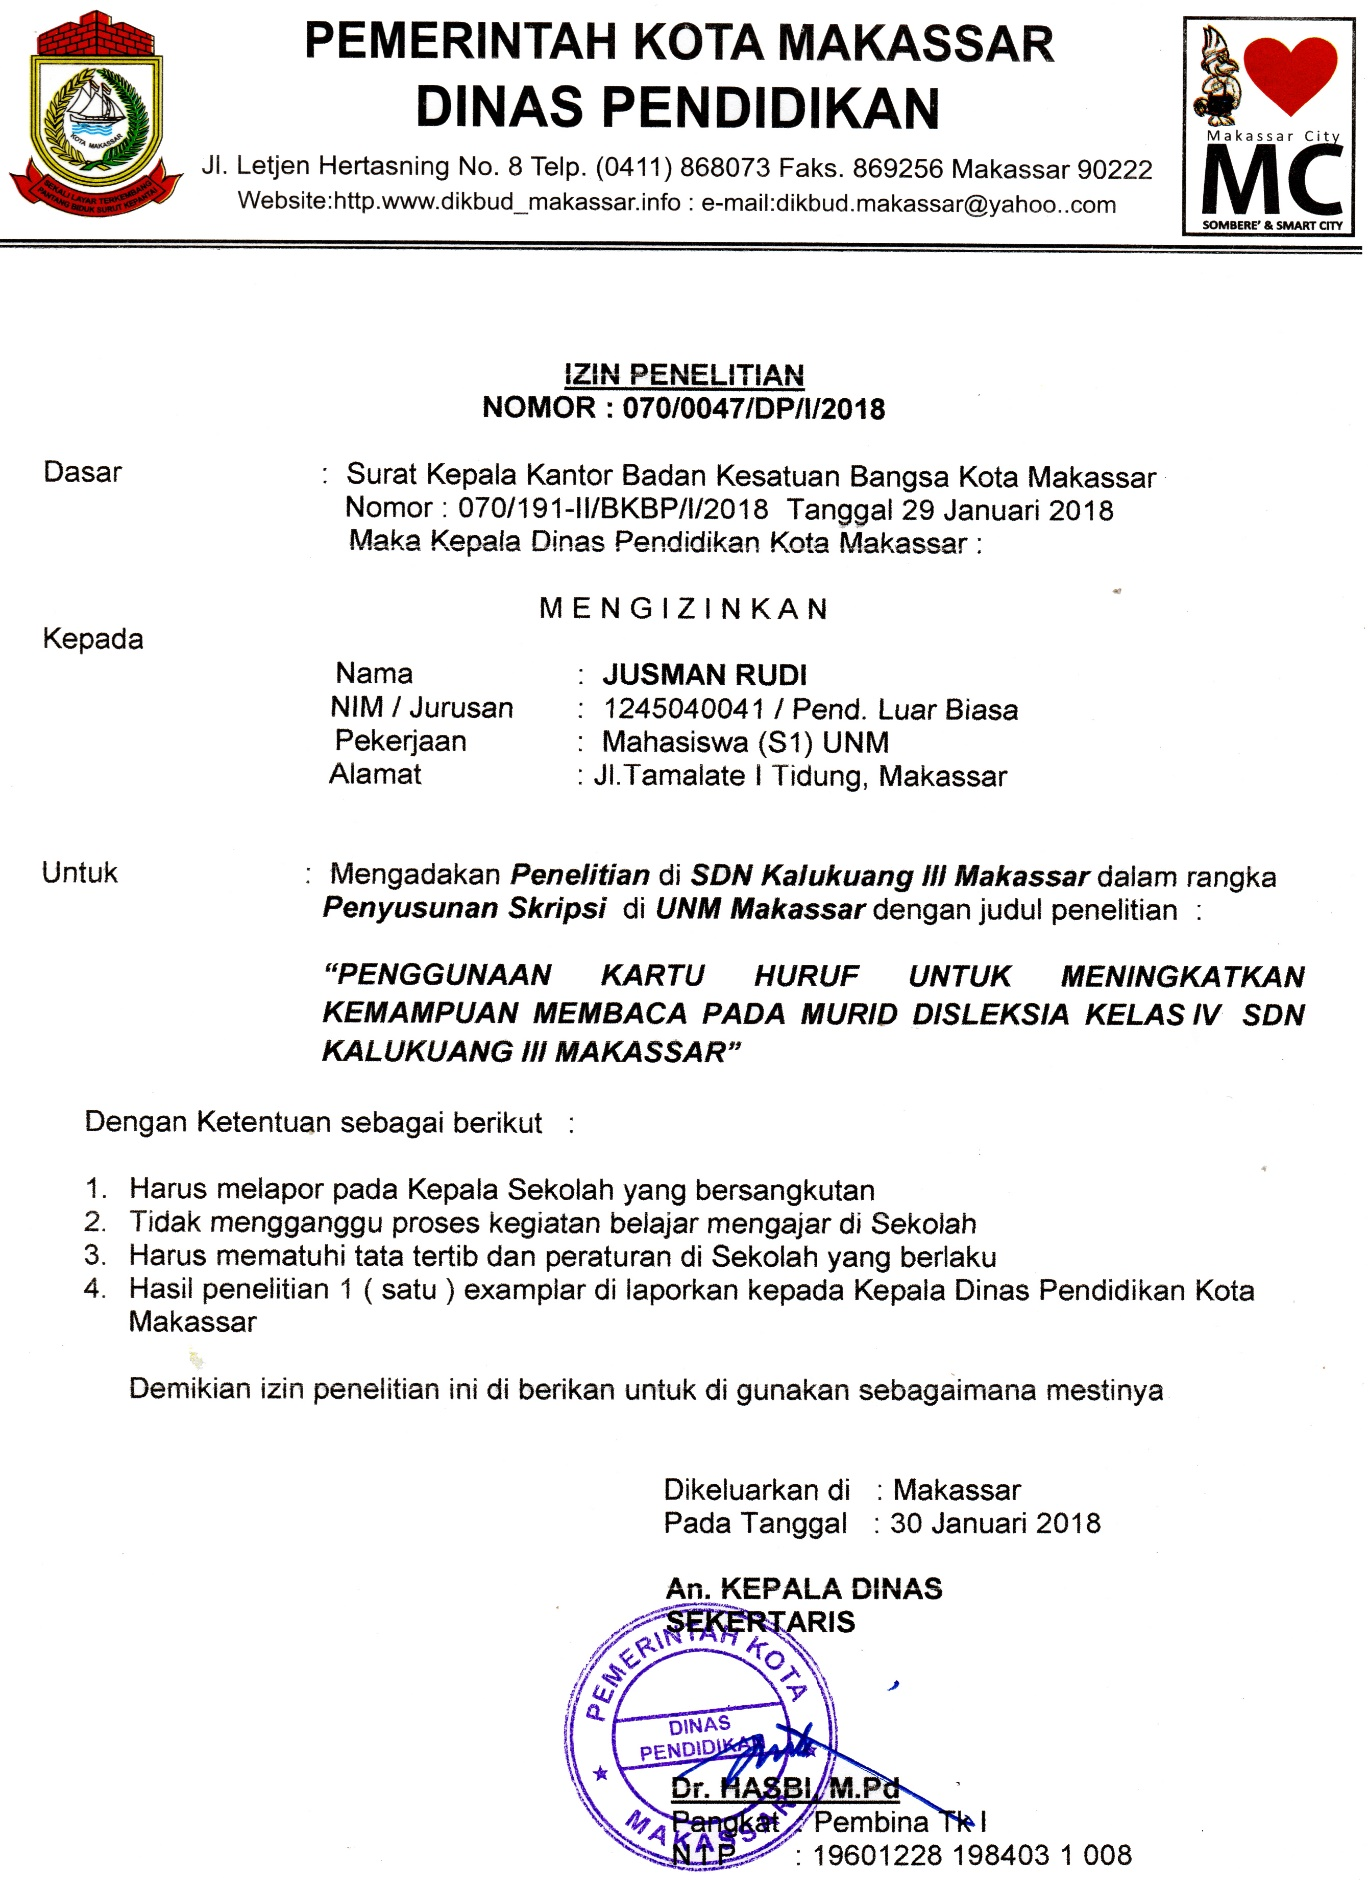 PEMERINTAH KOTA MAKASSAR
DINAS PENDIDIKAN
Jl. Letjen Hertasning No. 8 Telp. (0411) 868073 Faks. 869256 Makassar 90222
Website:http.www.dikbud_makassar.info : e-mail:dikbud.makassar@yahoo..com
KOTA MAKASSAR
SEKALI LAYAR TERKEMBANG
PANTANG BIDUK SURUT KEPANTAI
Makassar City
MC
SOMBERE' & SMART CITY
IZIN PENELITIAN
NOMOR : 070/0047/DP/I/2018
Dasar : Surat Kepala Kantor Badan Kesatuan Bangsa Kota Makassar
Nomor : 070/191-II/BKBP/I/2018 Tanggal 29 Januari 2018
Maka Kepala Dinas Pendidikan Kota Makassar :
M E N G I Z I N K A N
Kepada
Nama : JUSMAN RUDI
NIM / Jurusan : 1245040041 / Pend. Luar Biasa
Pekerjaan : Mahasiswa (S1) UNM
Alamat : Jl.Tamalate I Tidung, Makassar
Untuk : Mengadakan Penelitian di SDN Kalukuang III Makassar dalam rangka
Penyusunan Skripsi di UNM Makassar dengan judul penelitian :
“PENGGUNAAN KARTU HURUF UNTUK MENINGKATKAN
KEMAMPUAN MEMBACA PADA MURID DISLEKSIA KELAS IV SDN
KALUKUANG III MAKASSAR”
Dengan Ketentuan sebagai berikut :
1. Harus melapor pada Kepala Sekolah yang bersangkutan
2. Tidak mengganggu proses kegiatan belajar mengajar di Sekolah
3. Harus mematuhi tata tertib dan peraturan di Sekolah yang berlaku
4. Hasil penelitian 1 ( satu ) examplar di laporkan kepada Kepala Dinas Pendidikan Kota
Makassar
Demikian izin penelitian ini di berikan untuk di gunakan sebagaimana mestinya
Dikeluarkan di : Makassar
Pada Tanggal : 30 Januari 2018
An. KEPALA DINAS
SEKERTARIS
PEMERINTAH KOTA
DINAS
PENDIDIKAN
MAKASSAR
Dr. HASBI, M.Pd
Pangkat : Pembina Tk I
NIP : 19601228 198403 1 008